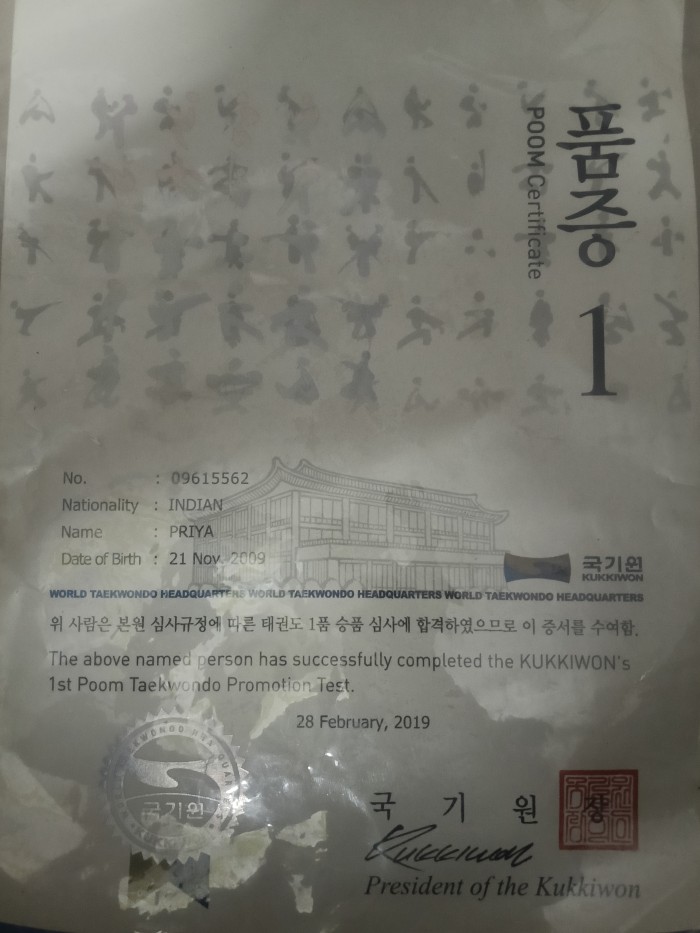 품증
POOM Certificate
1
No. : 09615562
Nationality : INDIAN
Name : PRIYA
Date of Birth : 21 Nov. 2009
국기원
KUKKIWON
WORLD TAEKWONDO HEADQUARTERS WORLD TAEKWONDO HEADQUARTERS WORLD TAEKWONDO HEADQUARTERS
위 사람은 본원 심사규정에 따른 태권도 1품 승품 심사에 합격하였으므로 이 증서를 수여함.
The above named person has successfully completed the KUKKIWON's
1st Poom Taekwondo Promotion Test.
28 February, 2019
국기원
국 기 원 장
Kukkiwon
President of the Kukkiwon